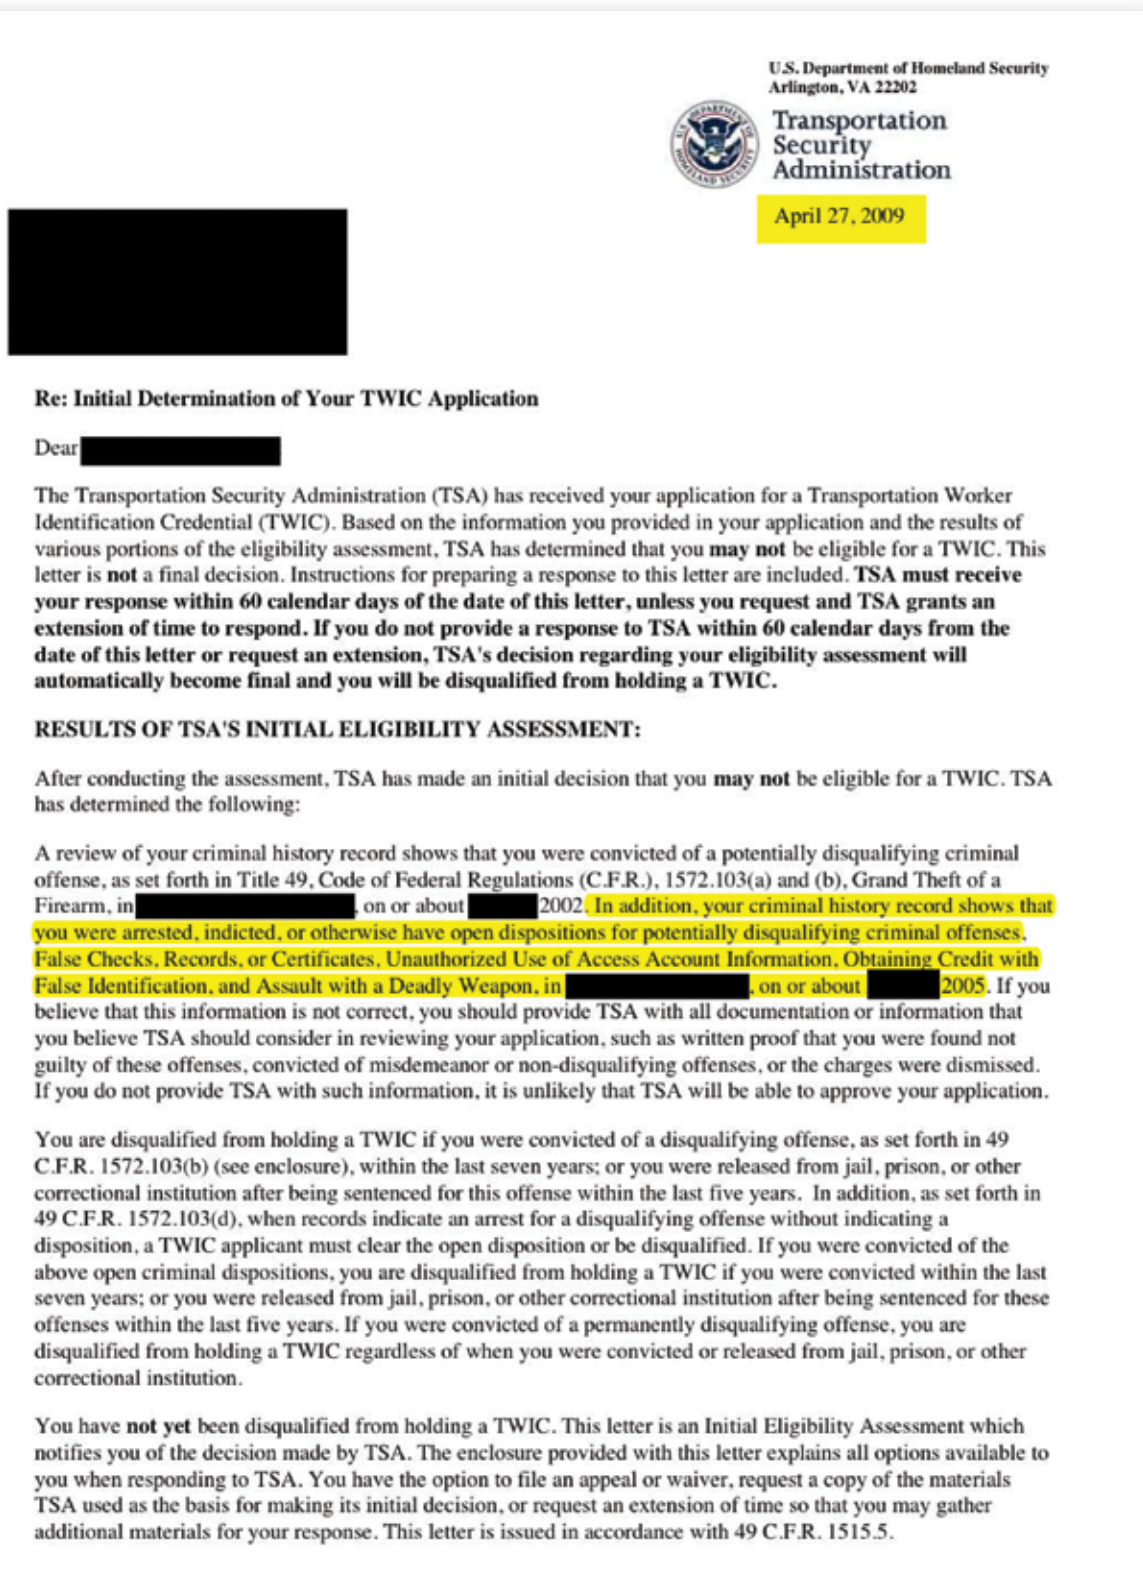 U.S. Department of Homeland Security
Arlington, VA 22202
Transportation
Security
Administration
April 27, 2009
Re: Initial Determination of Your TWIC Application
Dear
The Transportation Security Administration (TSA) has received your application for a Transportation Worker
Identification Credential (TWIC). Based on the information you provided in your application and the results of
various portions of the eligibility assessment, TSA has determined that you may not be eligible for a TWIC. This
letter is not a final decision. Instructions for preparing a response to this letter are included. TSA must receive
your response within 60 calendar days of the date of this letter, unless you request and TSA grants an
extension of time to respond. If you do not provide a response to TSA within 60 calendar days from the
date of this letter or request an extension, TSA's decision regarding your eligibility assessment will
automatically become final and you will be disqualified from holding a TWIC.
RESULTS OF TSA'S INITIAL ELIGIBILITY ASSESSMENT:
After conducting the assessment, TSA has made an initial decision that you may not be eligible for a TWIC. TSA
has determined the following:
A review of your criminal history record shows that you were convicted of a potentially disqualifying criminal
offense, as set forth in Title 49, Code of Federal Regulations (C.F.R.), 1572.103(a) and (b), Grand Theft of a
Firearm, in , on or about 2002. In addition, your criminal history record shows that
you were arrested, indicted, or otherwise have open dispositions for potentially disqualifying criminal offenses,
False Checks, Records, or Certificates, Unauthorized Use of Access Account Information, Obtaining Credit with
False Identification, and Assault with a Deadly Weapon, in , on or about 2005. If you
believe that this information is not correct, you should provide TSA with all documentation or information that
you believe TSA should consider in reviewing your application, such as written proof that you were found not
guilty of these offenses, convicted of misdemeanor or non-disqualifying offenses, or the charges were dismissed.
If you do not provide TSA with such information, it is unlikely that TSA will be able to approve your application.
You are disqualified from holding a TWIC if you were convicted of a disqualifying offense, as set forth in 49
C.F.R. 1572.103(b) (see enclosure), within the last seven years; or you were released from jail, prison, or other
correctional institution after being sentenced for this offense within the last five years. In addition, as set forth in
49 C.F.R. 1572.103(d), when records indicate an arrest for a disqualifying offense without indicating a
disposition, a TWIC applicant must clear the open disposition or be disqualified. If you were convicted of the
above open criminal dispositions, you are disqualified from holding a TWIC if you were convicted within the last
seven years; or you were released from jail, prison, or other correctional institution after being sentenced for these
offenses within the last five years. If you were convicted of a permanently disqualifying offense, you are
disqualified from holding a TWIC regardless of when you were convicted or released from jail, prison, or other
correctional institution.
You have not yet been disqualified from holding a TWIC. This letter is an Initial Eligibility Assessment which
notifies you of the decision made by TSA. The enclosure provided with this letter explains all options available to
you when responding to TSA. You have the option to file an appeal or waiver, request a copy of the materials
TSA used as the basis for making its initial decision, or request an extension of time so that you may gather
additional materials for your response. This letter is issued in accordance with 49 C.F.R. 1515.5.